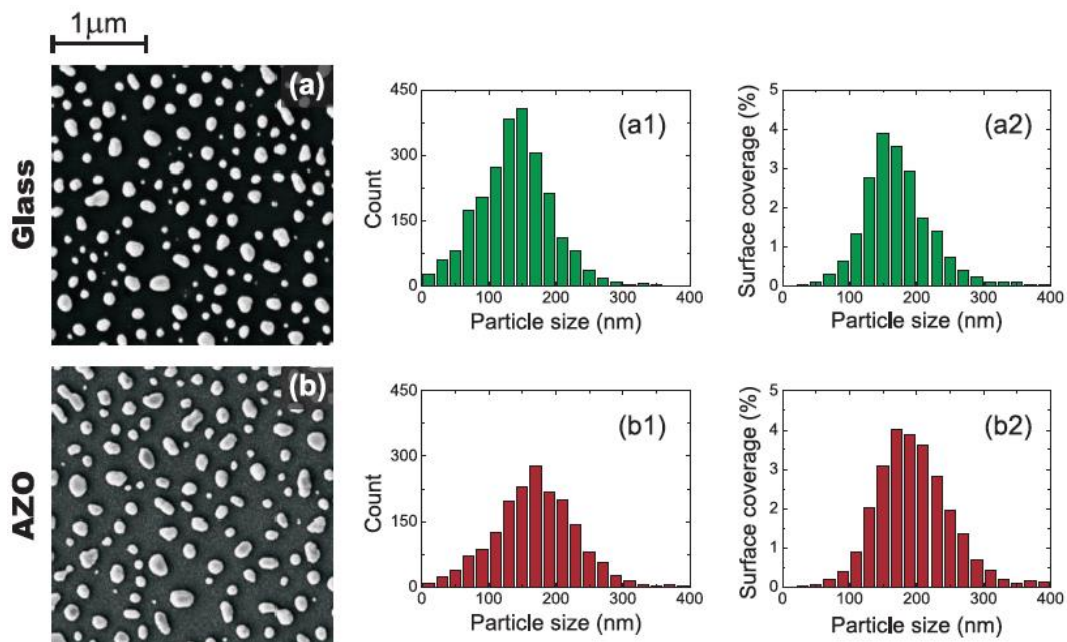 1μm
Glass
(a)
450
300
150
0
Count
0 100 200 300 400
Particle size (nm)
(a1)
5
4
3
2
1
0
Surface coverage (%)
0 100 200 300 400
Particle size (nm)
(a2)
AZO
(b)
450
300
150
0
Count
0 100 200 300 400
Particle size (nm)
(b1)
5
4
3
2
1
0
Surface coverage (%)
0 100 200 300 400
Particle size (nm)
(b2)